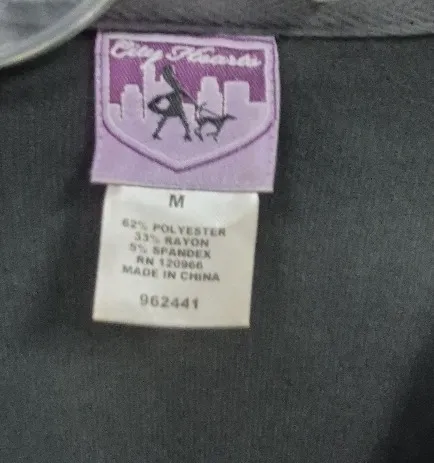 City Hearts
M
62% POLYESTER
33% RAYON
5% SPANDEX
RN 120966
MADE IN CHINA
962441